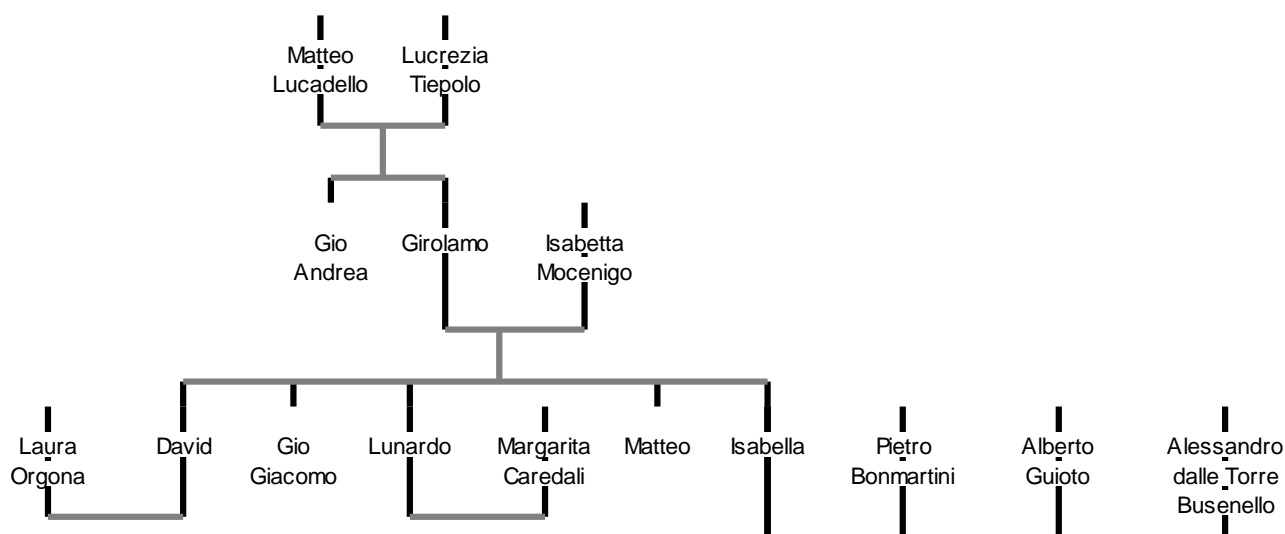 Matteo
Lucadello
Lucrezia
Tiepolo
Gio
Andrea
Girolamo
Isabetta
Mocenigo
Laura
Orgona
David
Gio
Giacomo
Lunardo
Margarita
Caredali
Matteo
Isabella
Pietro
Bonmartini
Alberto
Guioto
Alessandro
dalle Torre
Busenello